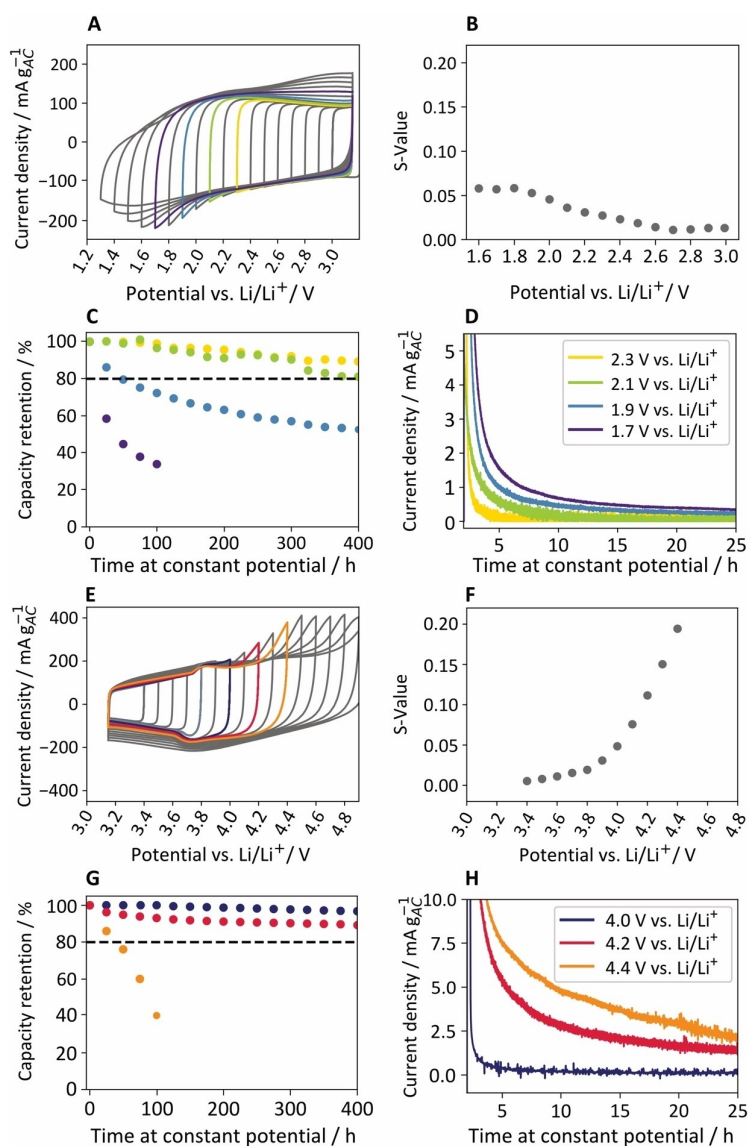 A
Current density / mA g⁻¹AC
200
100
0
−100
−200
1.2 1.4 1.6 1.8 2.0 2.2 2.4 2.6 2.8 3.0
Potential vs. Li/Li⁺/ V
B
S-Value
0.20
0.15
0.10
0.05
0.00
1.6 1.8 2.0 2.2 2.4 2.6 2.8 3.0
Potential vs. Li/Li⁺/ V
C
Capacity retention / %
100
80
60
40
20
0
0 100 200 300 400
Time at constant potential / h
D
Current density / mA g⁻¹AC
5
4
3
2
1
0
2.3 V vs. Li/Li⁺
2.1 V vs. Li/Li⁺
1.9 V vs. Li/Li⁺
1.7 V vs. Li/Li⁺
5 10 15 20 25
Time at constant potential / h
E
Current density / mA g⁻¹AC
400
200
0
−200
−400
3.0 3.2 3.4 3.6 3.8 4.0 4.2 4.4 4.6 4.8
Potential vs. Li/Li⁺/ V
F
S-Value
0.20
0.15
0.10
0.05
0.00
3.0 3.2 3.4 3.6 3.8 4.0 4.2 4.4 4.6 4.8
Potential vs. Li/Li⁺/ V
G
Capacity retention / %
100
80
60
40
20
0
0 100 200 300 400
Time at constant potential / h
H
Current density / mA g⁻¹AC
10.0
7.5
5.0
2.5
0.0
4.0 V vs. Li/Li⁺
4.2 V vs. Li/Li⁺
4.4 V vs. Li/Li⁺
5 10 15 20 25
Time at constant potential / h